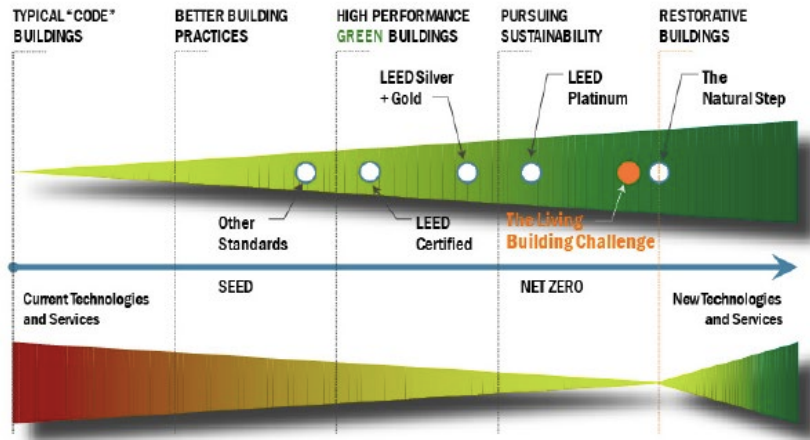 TYPICAL "CODE"
BUILDINGS
BETTER BUILDING
PRACTICES
HIGH PERFORMANCE
GREEN BUILDINGS
PURSUING
SUSTAINABILITY
RESTORATIVE
BUILDINGS
LEED Silver
+ Gold
LEED
Platinum
The
Natural Step
Other
Standards
LEED
Certified
The Living
Building Challenge
SEED
NET ZERO
Current Technologies
and Services
New Technologies
and Services